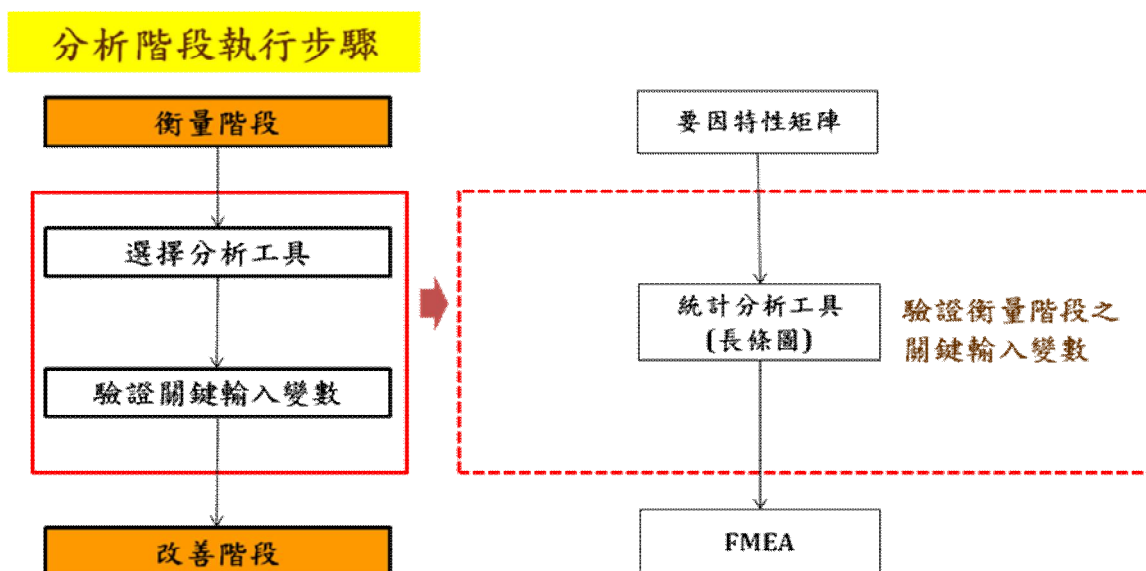 分析階段執行步驟
衡量階段
選擇分析工具
驗證關鍵輸入變數
改善階段
要因特性矩陣
統計分析工具
(長條圖)
驗證衡量階段之
關鍵輸入變數
FMEA